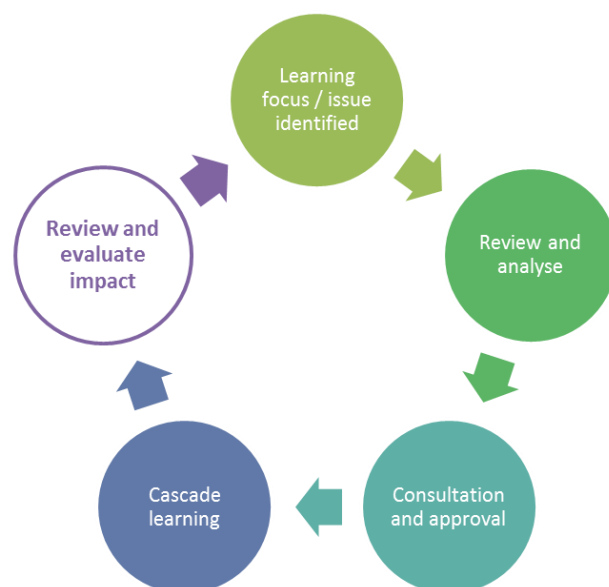 Learning
focus / issue
identified
Review and
analyse
Consultation
and approval
Cascade
learning
Review and
evaluate
impact